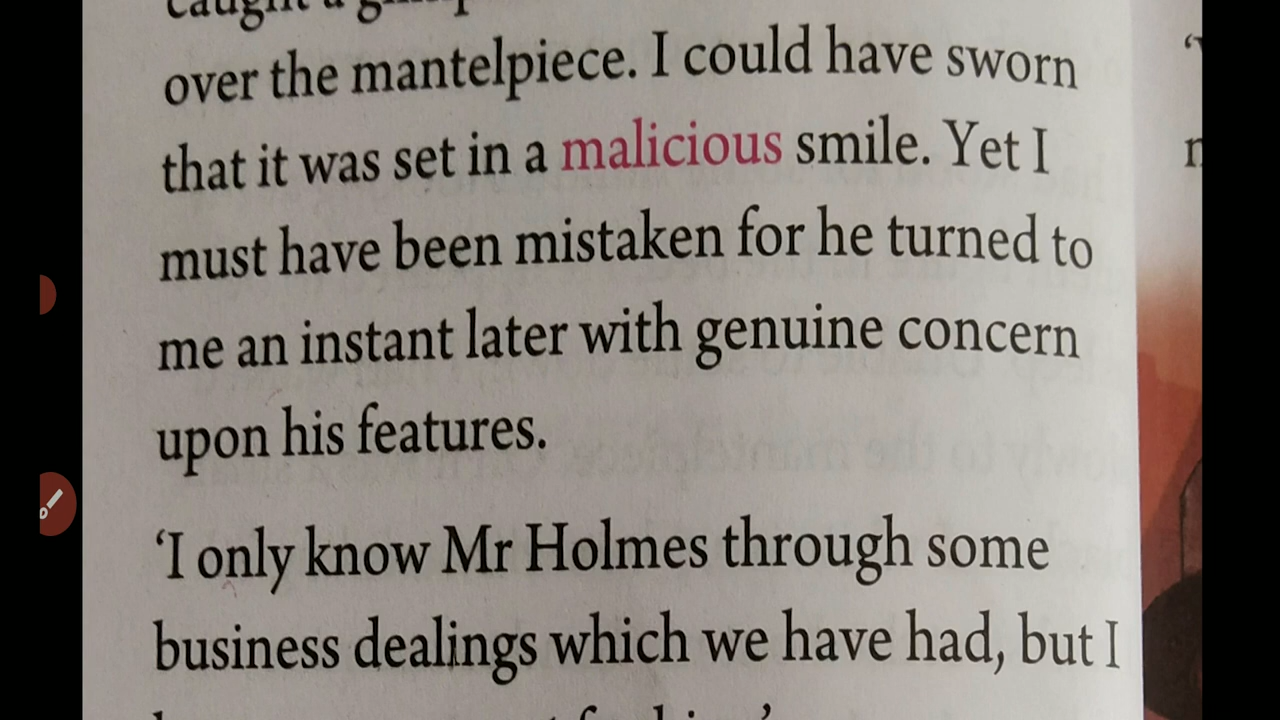 caught a
over the mantelpiece. I could have sworn
that it was set in a malicious smile. Yet I
must have been mistaken for he turned to
me an instant later with genuine concern
upon his features.
‘I only know Mr Holmes through some
business dealings which we have had, but I